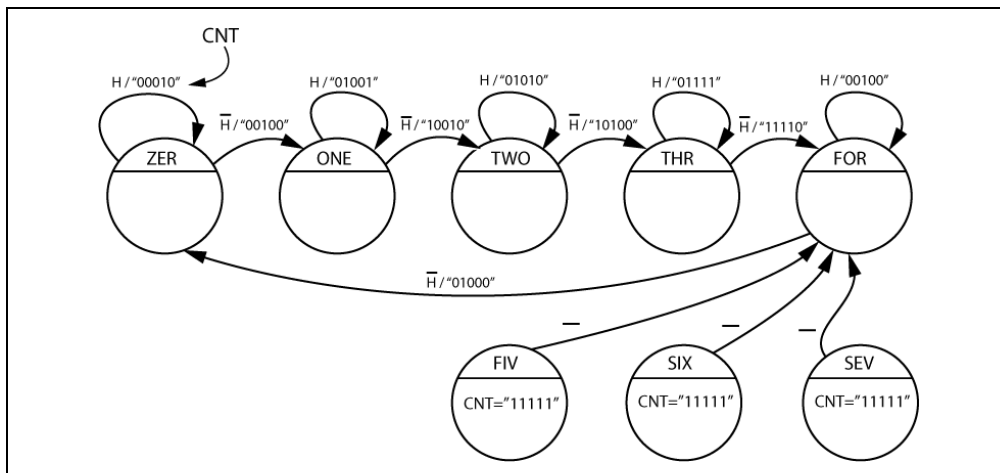 CNT
H / “00010”
H / “01001”
H / “01010”
H / “01111”
H / “00100”
H̅ / “00100”
H̅ / “10010”
H̅ / “10100”
H̅ / “11110”
ZER
ONE
TWO
THR
FOR
H̅ / “01000”
–
–
–
FIV
SIX
SEV
CNT=”11111”
CNT=”11111”
CNT=”11111”